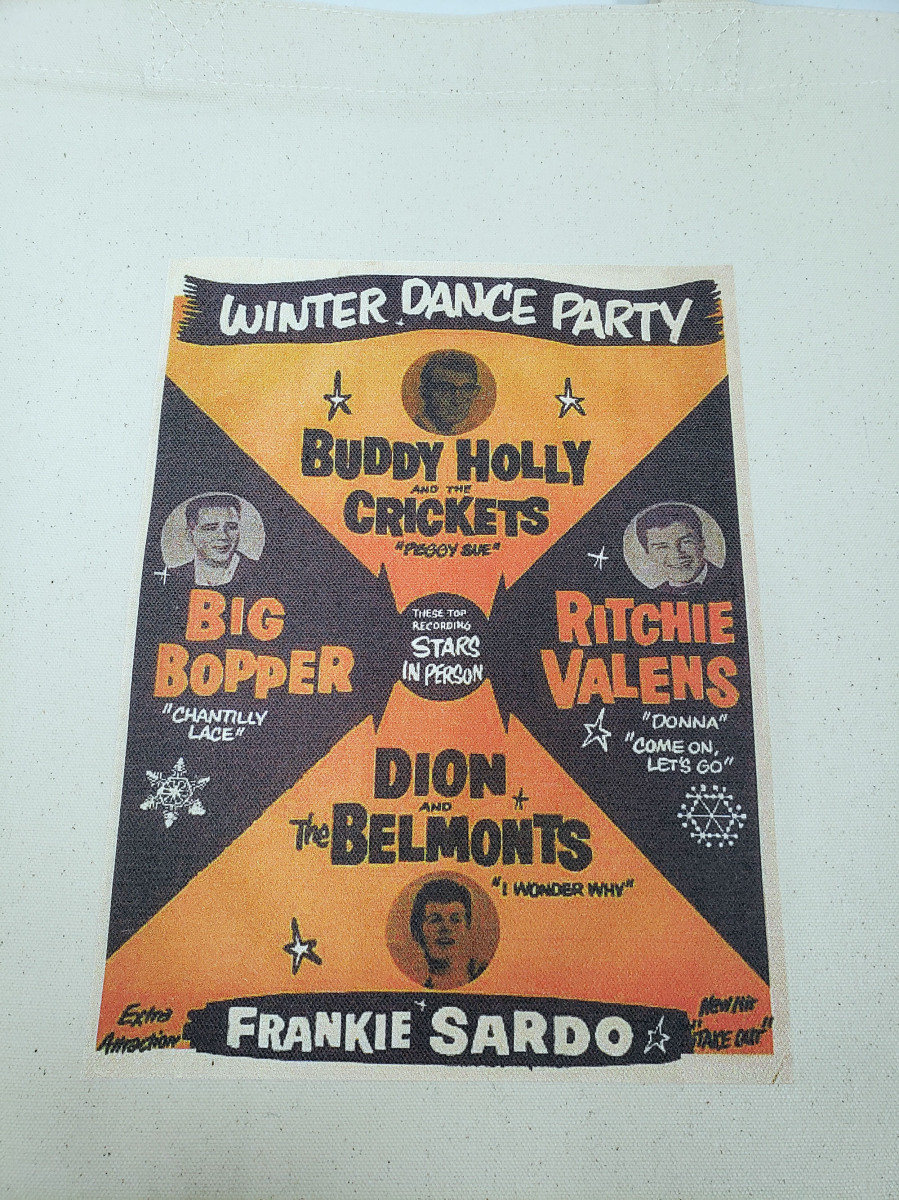 WINTER DANCE PARTY
BUDDY HOLLY
AND THE
CRICKETS
"PEGGY SUE"
BIG
BOPPER
"CHANTILLY
LACE"
THESE TOP
RECORDING
STARS
IN PERSON
RITCHIE
VALENS
"DONNA"
"COME ON,
LET'S GO"
DION
AND
The BELMONTS
"I WONDER WHY"
Extra
Attraction
FRANKIE SARDO
New Hit
"TAKE OUT"